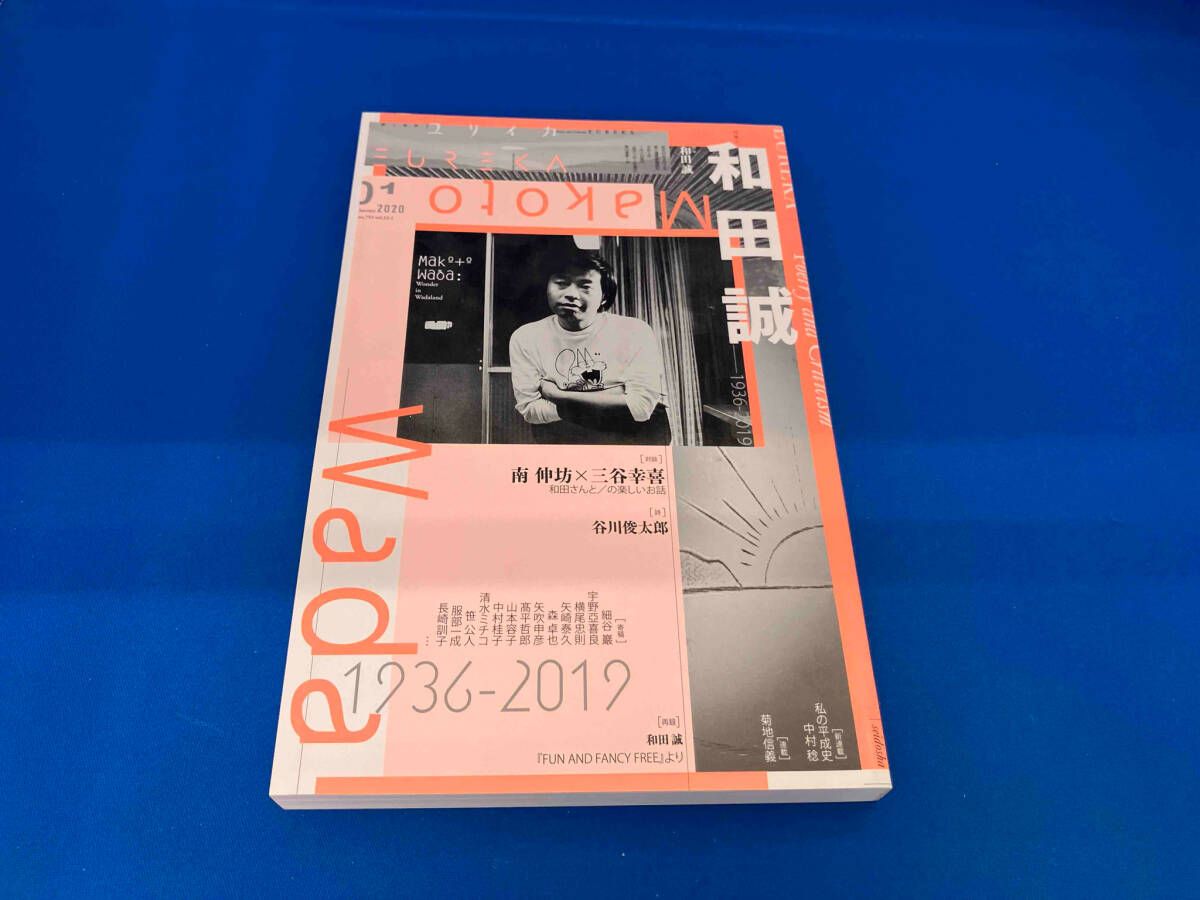 ユリイカ
EUREKA
和田誠
01
2020
Makoto
和田誠
—1936-2019
EUREKA
Poetry and Criticism
Makoto
Wada:
Wonder
in
Wadaland
Wada
[対談]
南 伸坊×三谷幸喜
和田さんと/の楽しいお話
[詩]
谷川俊太郎
[寄稿]
細谷 巖
宇野亞喜良
横尾忠則
矢崎泰久
森 卓也
矢吹申彦
髙平哲郎
山本容子
中村桂子
清水ミチコ
笹 公人
服部一成
長崎訓子
…
1936-2019
[再録]
和田 誠
『FUN AND FANCY FREE』より
[新連載]
私の平成史
中村 稔
[連載]
菊地信義
seidosha